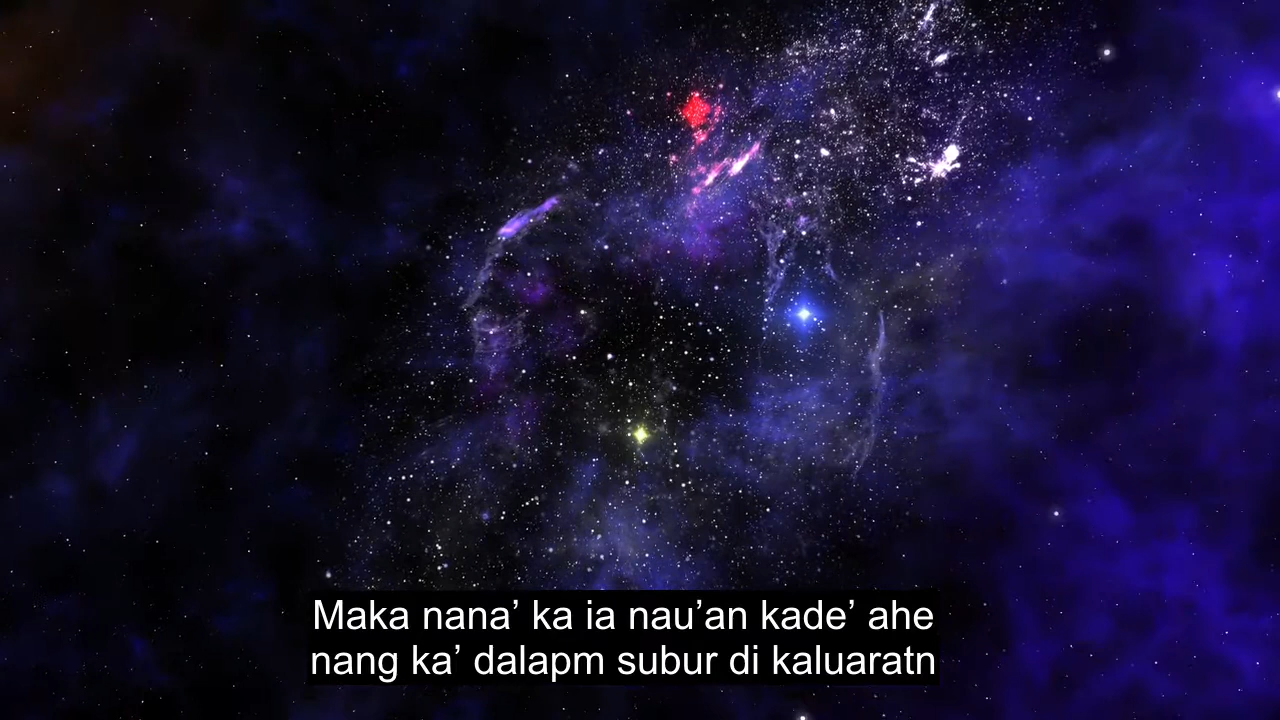 Maka nana’ ka ia nau’an kade’ ahe
nang ka’ dalapm subur di kaluaratn